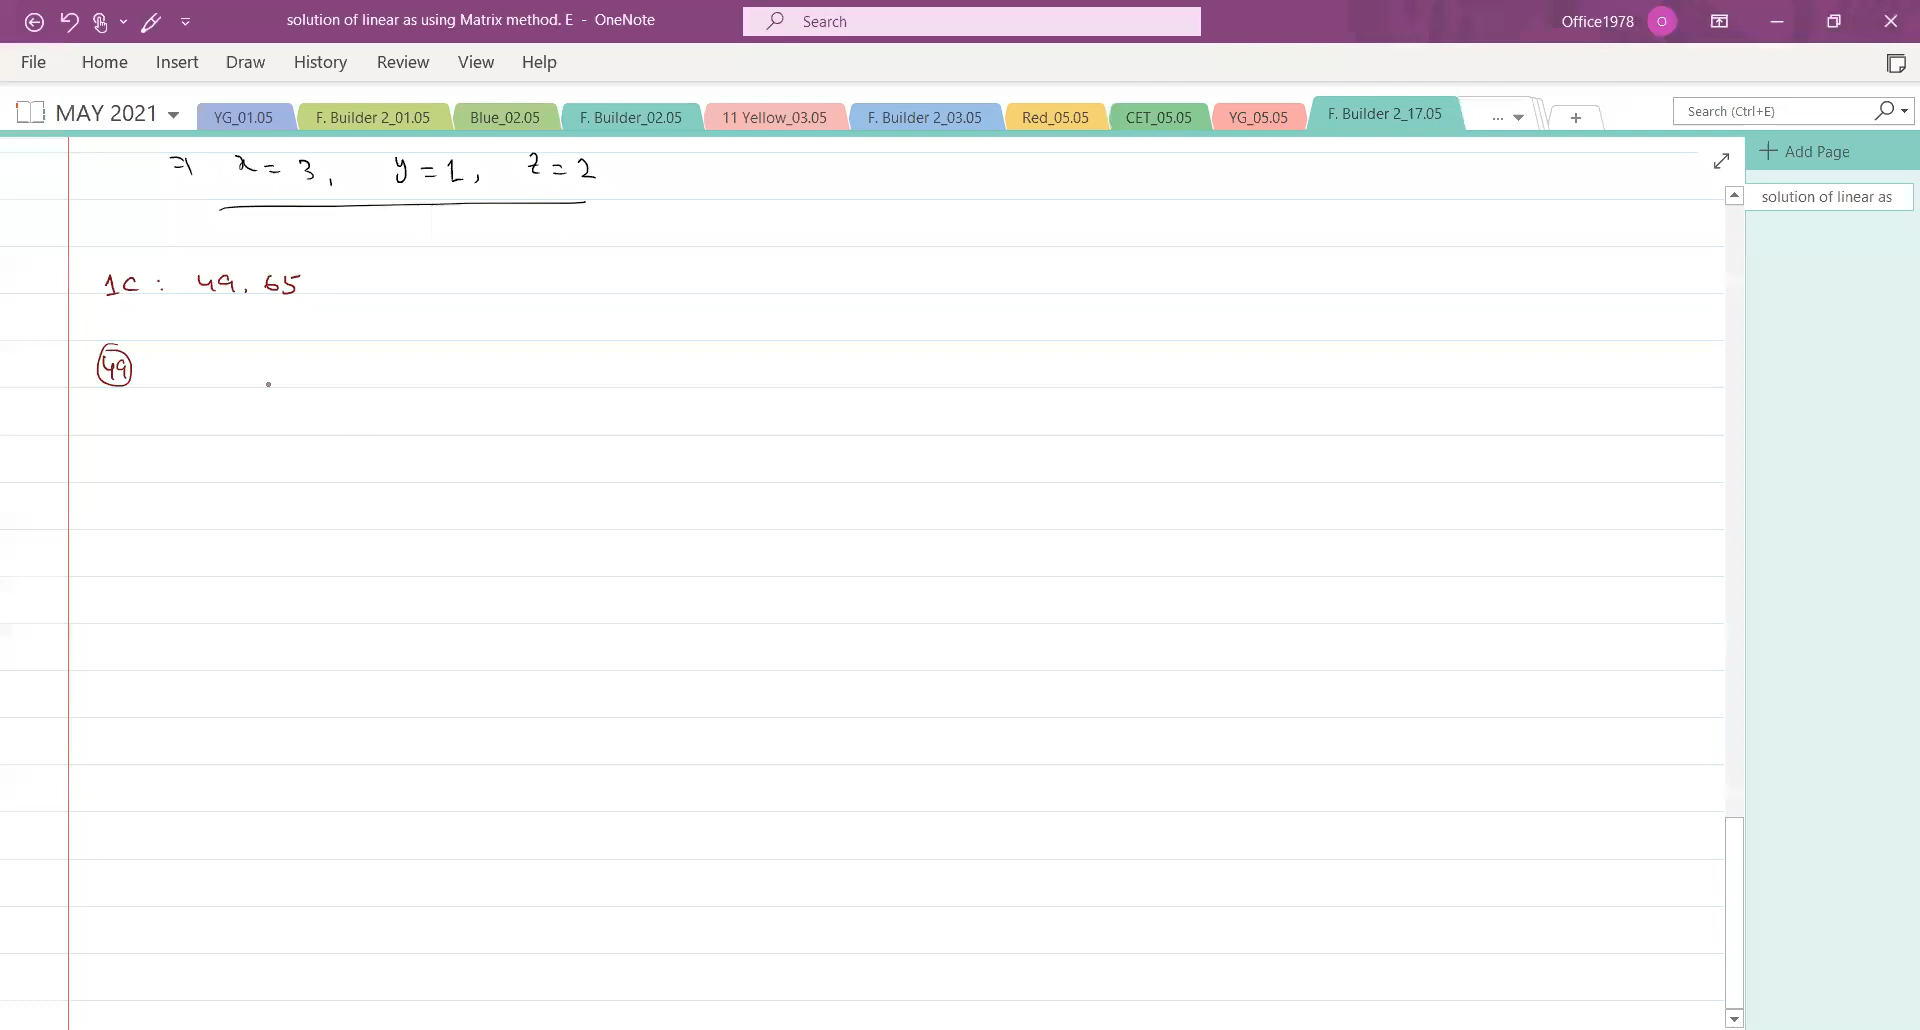 solution of linear as using Matrix method. E - OneNote
Search
Office1978
O
File Home Insert Draw History Review View Help
MAY 2021
YG_01.05 F. Builder 2_01.05 Blue_02.05 F. Builder_02.05 11 Yellow_03.05 F. Builder 2_03.05 Red_05.05 CET_05.05 YG_05.05 F. Builder 2_17.05 ... +
Search (Ctrl+E)
+ Add Page
solution of linear as
⇒ x = 3, y = 1, z = 2
1C : 49, 65
49